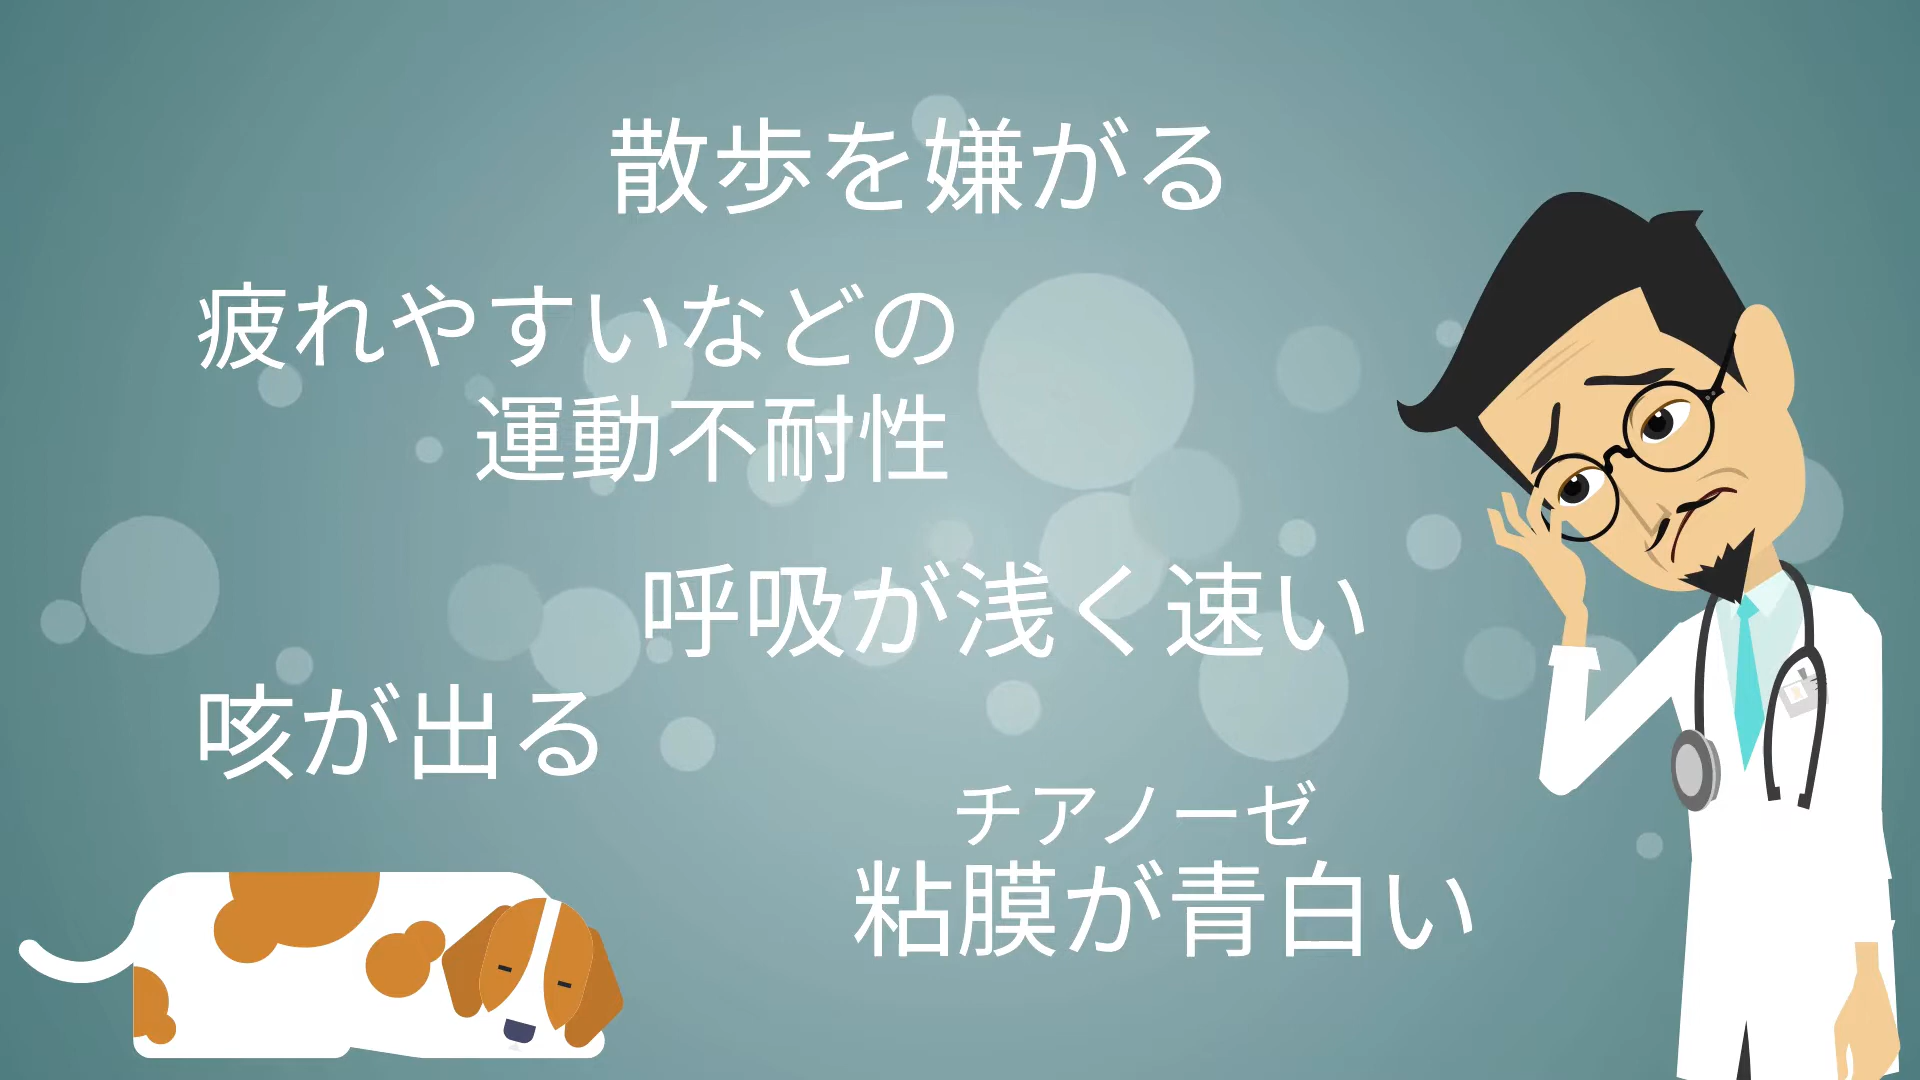 散歩を嫌がる
疲れやすいなどの
運動不耐性
呼吸が浅く速い
咳が出る
チアノーゼ
粘膜が青白い